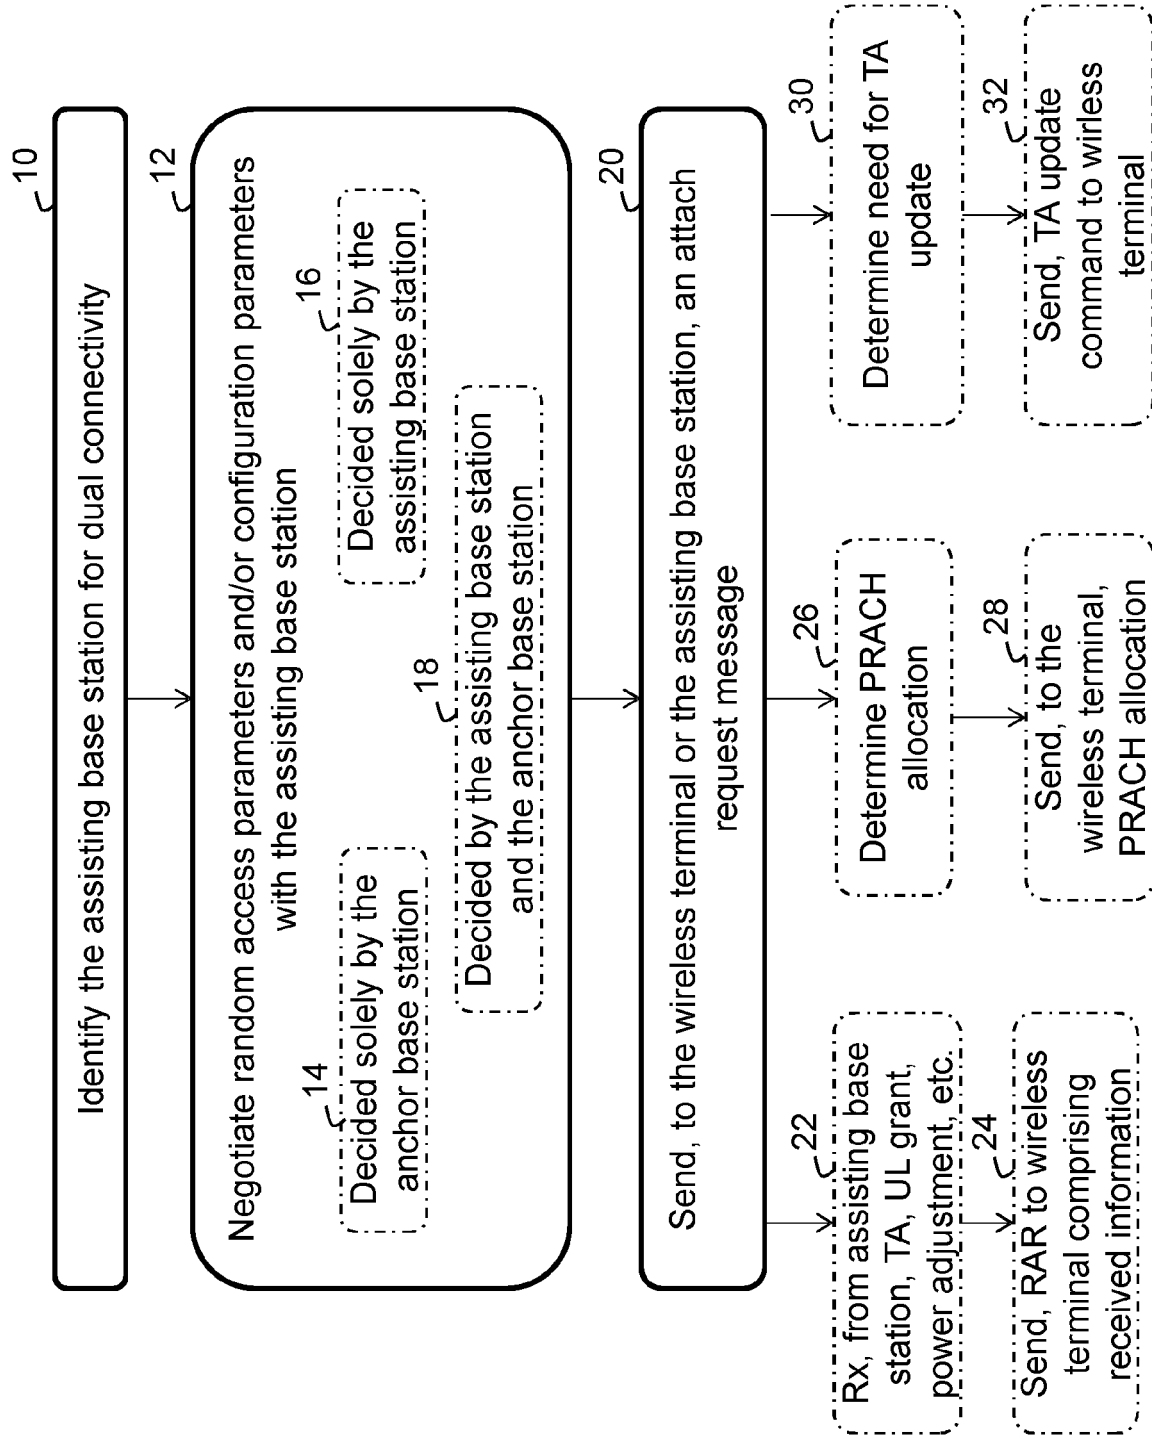 10
Identify the assisting base station for dual connectivity
12
Negotiate random access parameters and/or configuration parameters
with the assisting base station
14
Decided solely by the
anchor base station
16
Decided solely by the
assisting base station
18
Decided by the assisting base station
and the anchor base station
20
Send, to the wireless terminal or the assisting base station, an attach
request message
22
Rx, from assisting base
station, TA, UL grant,
power adjustment, etc.
24
Send, RAR to wireless
terminal comprising
received information
26
Determine PRACH
allocation
28
Send, to the
wireless terminal,
PRACH allocation
30
Determine need for TA
update
32
Send, TA update
command to wirless
terminal